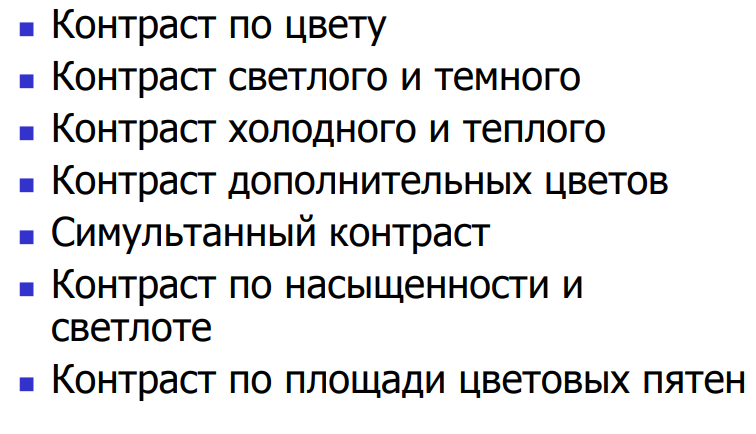 Контраст по цвету
Контраст светлого и темного
Контраст холодного и теплого
Контраст дополнительных цветов
Симультанный контраст
Контраст по насыщенности и
светлоте
Контраст по площади цветовых пятен